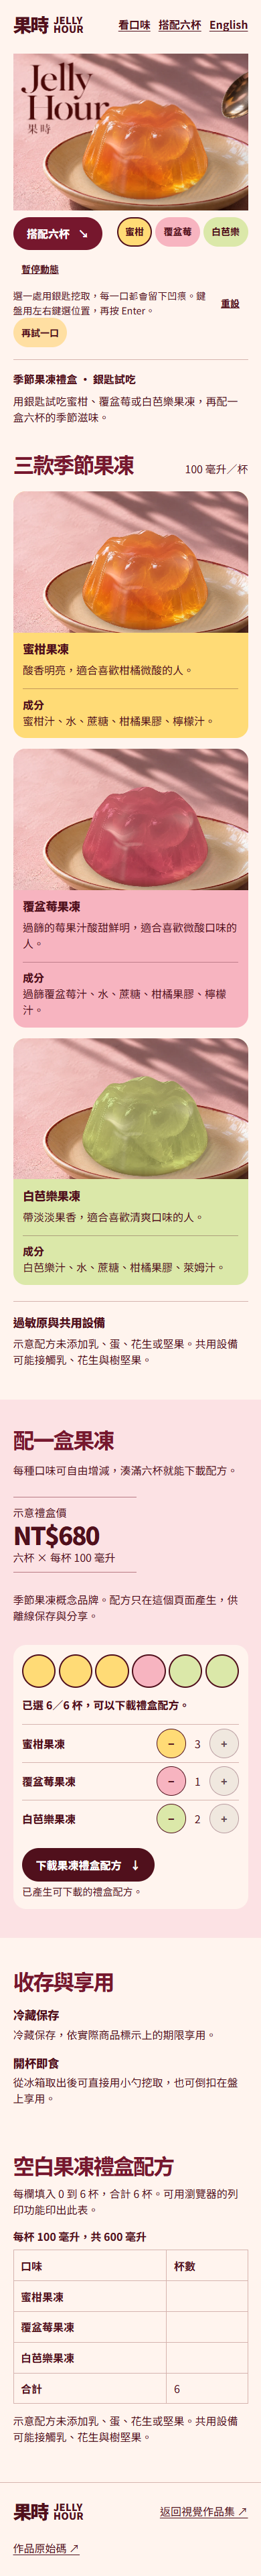 果時 JELLY HOUR
看口味 搭配六杯 English
Jelly
Hour
果時
搭配六杯 ↘
蜜柑 覆盆莓 白芭樂
暫停動態
選一處用銀匙挖取，每一口都會留下凹痕。鍵
盤用左右鍵選位置，再按 Enter。
重設
再試一口
季節果凍禮盒・銀匙試吃
用銀匙試吃蜜柑、覆盆莓或白芭樂果凍，再配一
盒六杯的季節滋味。
三款季節果凍
100 毫升／杯
蜜柑果凍
酸香明亮，適合喜歡柑橘微酸的人。
成分
蜜柑汁、水、蔗糖、柑橘果膠、檸檬汁。
覆盆莓果凍
過篩的莓果汁酸甜鮮明，適合喜歡微酸口味的
人。
成分
過篩覆盆莓汁、水、蔗糖、柑橘果膠、檸檬
汁。
白芭樂果凍
帶淡淡果香，適合喜歡清爽口味的人。
成分
白芭樂汁、水、蔗糖、柑橘果膠、萊姆汁。
過敏原與共用設備
示意配方未添加乳、蛋、花生或堅果。共用設備
可能接觸乳、花生與樹堅果。
配一盒果凍
每種口味可自由增減，湊滿六杯就能下載配方。
示意禮盒價
NT$680
六杯 × 每杯 100 毫升
季節果凍概念品牌。配方只在這個頁面產生，供
離線保存與分享。
已選 6／6 杯，可以下載禮盒配方。
蜜柑果凍 − 3 +
覆盆莓果凍 − 1 +
白芭樂果凍 − 2 +
下載果凍禮盒配方 ↓
已產生可下載的禮盒配方。
收存與享用
冷藏保存
冷藏保存，依實際商品標示上的期限享用。
開杯即食
從冰箱取出後可直接用小勺挖取，也可倒扣在盤
上享用。
空白果凍禮盒配方
每欄填入 0 到 6 杯，合計 6 杯。可用瀏覽器的列
印功能印出此表。
每杯 100 毫升，共 600 毫升
口味 杯數
蜜柑果凍
覆盆莓果凍
白芭樂果凍
合計 6
示意配方未添加乳、蛋、花生或堅果。共用設備
可能接觸乳、花生與樹堅果。
果時 JELLY HOUR
返回視覺作品集 ↗
作品原始碼 ↗